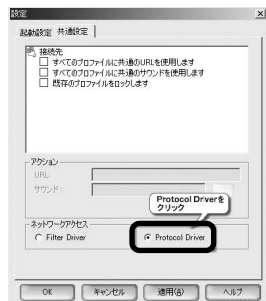 設定
起動設定 共通設定
接続先
すべてのプロファイルに共通のURLを使用します
すべてのプロファイルに共通のサウンドを使用します
既存のプロファイルをロックします
アクション
URL:
サウンド:
Protocol Driverを
クリック
ネットワークアクセス
Filter Driver
Protocol Driver
OK キャンセル 適用(A) ヘルプ